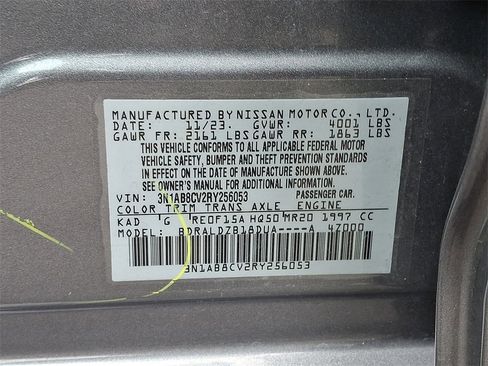 MANUFACTURED BY NISSAN MOTOR CO., LTD.
DATE: 11/23. GVWR: 4001 LBS
GAWR FR: 2161 LBS GAWR RR: 1863 LBS
THIS VEHICLE CONFORMS TO ALL APPLICABLE FEDERAL MOTOR
VEHICLE SAFETY, BUMPER AND THEFT PREVENTION STANDARDS
IN EFFECT ON THE DATE OF MANUFACTURE SHOWN ABOVE.
SEE OWNER'S MANUAL FOR ADDITIONAL INFORMATION
VIN: 3N1AB8CV2RY256053 PASSENGER CAR.
COLOR TRIM TRANS AXLE ENGINE
KAD G RE0F15A HQ50 MR20 1997 CC
MODEL: BDRALDZB18DUA----A 4Z000
3N1AB8CV2RY256053